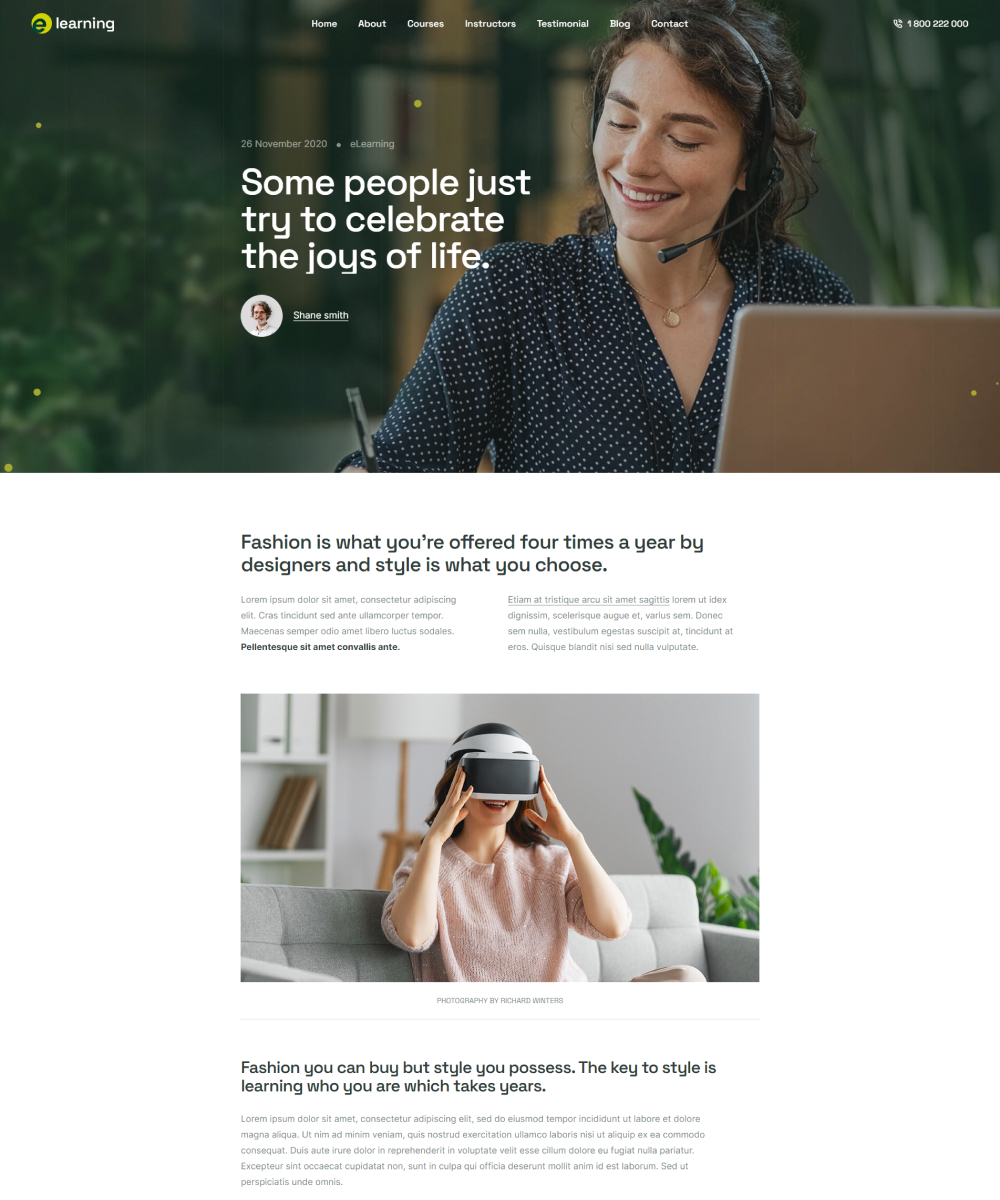 e learning
Home About Courses Instructors Testimonial Blog Contact
1 800 222 000
26 November 2020 • eLearning
Some people just
try to celebrate
the joys of life.
Shane smith
Fashion is what you’re offered four times a year by
designers and style is what you choose.
Lorem ipsum dolor sit amet, consectetur adipiscing
elit. Cras tincidunt sed ante ullamcorper tempor.
Maecenas semper odio amet libero luctus sodales.
Pellentesque sit amet convallis ante.
Etiam at tristique arcu sit amet sagittis lorem ut idex
dignissim, scelerisque augue et, varius sem. Donec
sem nulla, vestibulum egestas suscipit at, tincidunt at
eros. Quisque blandit nisi sed nulla vulputate.
PHOTOGRAPHY BY RICHARD WINTERS
Fashion you can buy but style you possess. The key to style is
learning who you are which takes years.
Lorem ipsum dolor sit amet, consectetur adipiscing elit, sed do eiusmod tempor incididunt ut labore et dolore
magna aliqua. Ut nim ad minim veniam, quis nostrud exercitation ullamco laboris nisi ut aliquip ex ea commodo
consequat. Duis aute irure dolor in reprehenderit in voluptate velit esse cillum dolore eu fugiat nulla pariatur.
Excepteur sint occaecat cupidatat non, sunt in culpa qui officia deserunt mollit anim id est laborum. Sed ut
perspiciatis unde omnis.